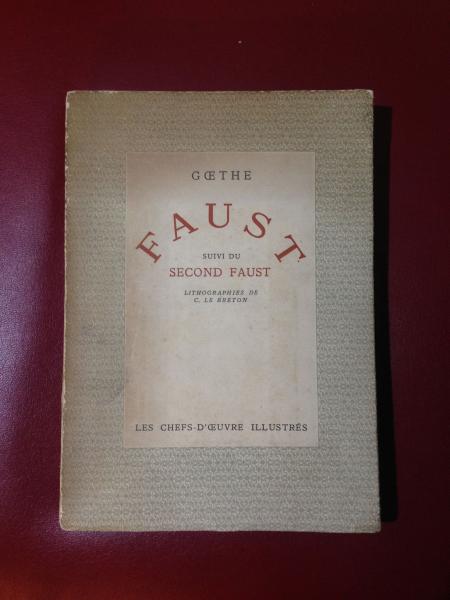 GŒTHE
FAUST
SUIVI DU
SECOND FAUST
LITHOGRAPHIES DE
C. LE BRETON
LES CHEFS-D'ŒUVRE ILLUSTRÉS